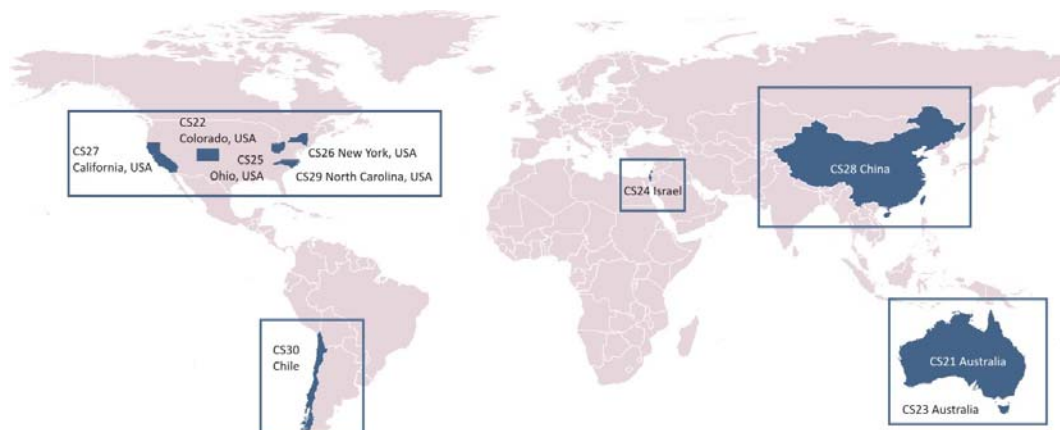 CS22
Colorado, USA
CS27
California, USA
CS25
Ohio, USA
CS26 New York, USA
CS29 North Carolina, USA
CS24 Israel
CS28 China
CS30
Chile
CS21 Australia
CS23 Australia